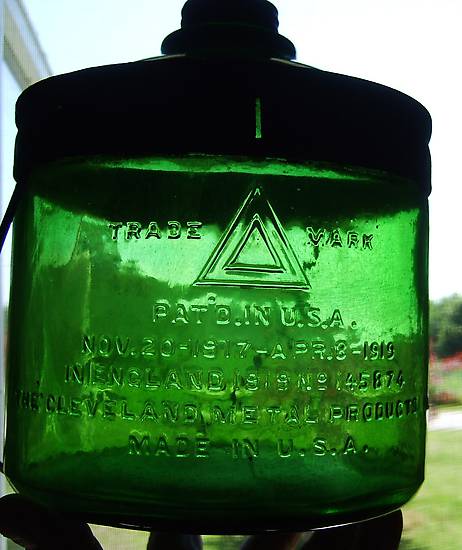 TRADE MARK
PAT'D. IN U.S.A.
NOV. 20-1917-APR. 8-1919
IN ENGLAND 1919 NO 145874
THE CLEVELAND METAL PRODUCTS
MADE IN U.S.A.